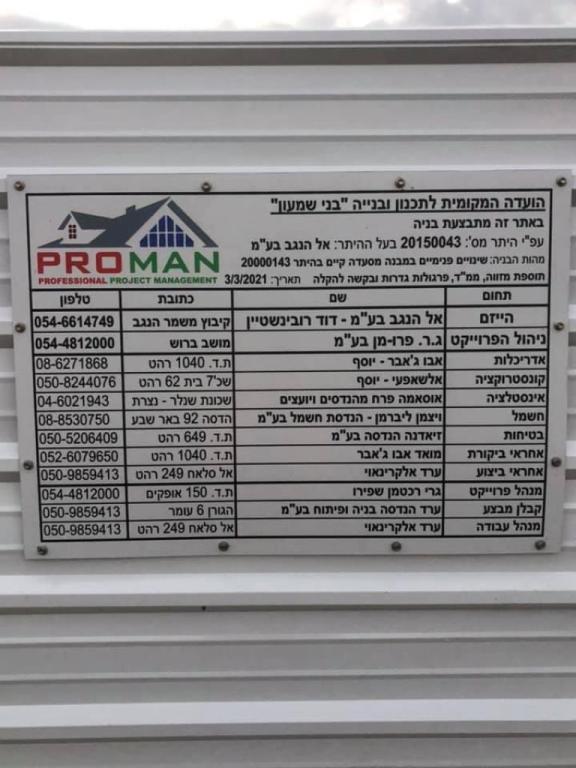 הועדה המקומית לתכנון ובנייה "בני שמעון"
באתר זה מתבצעת בניה
עפ"י היתר מס': 20150043 בעל ההיתר: אל הנגב בע"מ
מהות הבניה: שינויים פנימיים במבנה מסעדה קיים בהיתר 20000143
תוספת מזווה, ממ"ד, פרגולות גדרות ובקשה להקלה תאריך: 3/3/2021
PROMAN
PROFESSIONAL PROJECT MANAGEMENT
תחום שם כתובת טלפון
הייזם אל הנגב בע"מ - דוד רובינשטיין קיבוץ משמר הנגב 054-6614749
ניהול הפרוייקט ג.ר. פרו-מן בע"מ מושב ברוש 054-4812000
אדריכלות אבו ג'אבר - יוסף ת.ד. 1040 רהט 08-6271868
קונסטרוקציה אלשאפעי - יוסף שכ'7 בית 62 רהט 050-8244076
אינסטלציה אוסאמה פרח מהנדסים ויועצים שכונת שנלר - נצרת 04-6021943
חשמל ויצמן ליברמן - הנדסת חשמל בע"מ הדסה 92 באר שבע 08-8530750
בטיחות זיאדנה הנדסה בע"מ ת.ד. 649 רהט 050-5206409
אחראי ביקורת מואד אבו ג'אבר ת.ד. 1040 רהט 052-6079650
אחראי ביצוע ערד אלקרינאוי אל סלאח 249 רהט 050-9859413
מנהל פרוייקט גרי רכטמן שפירו ת.ד. 150 אופקים 054-4812000
קבלן מבצע ערד הנדסה בניה ופיתוח בע"מ הגורן 6 עומר 050-9859413
מנהל עבודה ערד אלקרינאוי אל סלאח 249 רהט 050-9859413